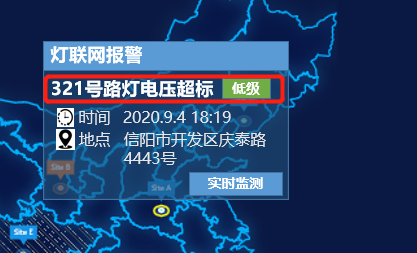 灯联网报警
321号路灯电压超标 低级
时间 2020.9.4 18:19
地点 信阳市开发区庆泰路
4443号
Site B
Site A
实时监测
Site E